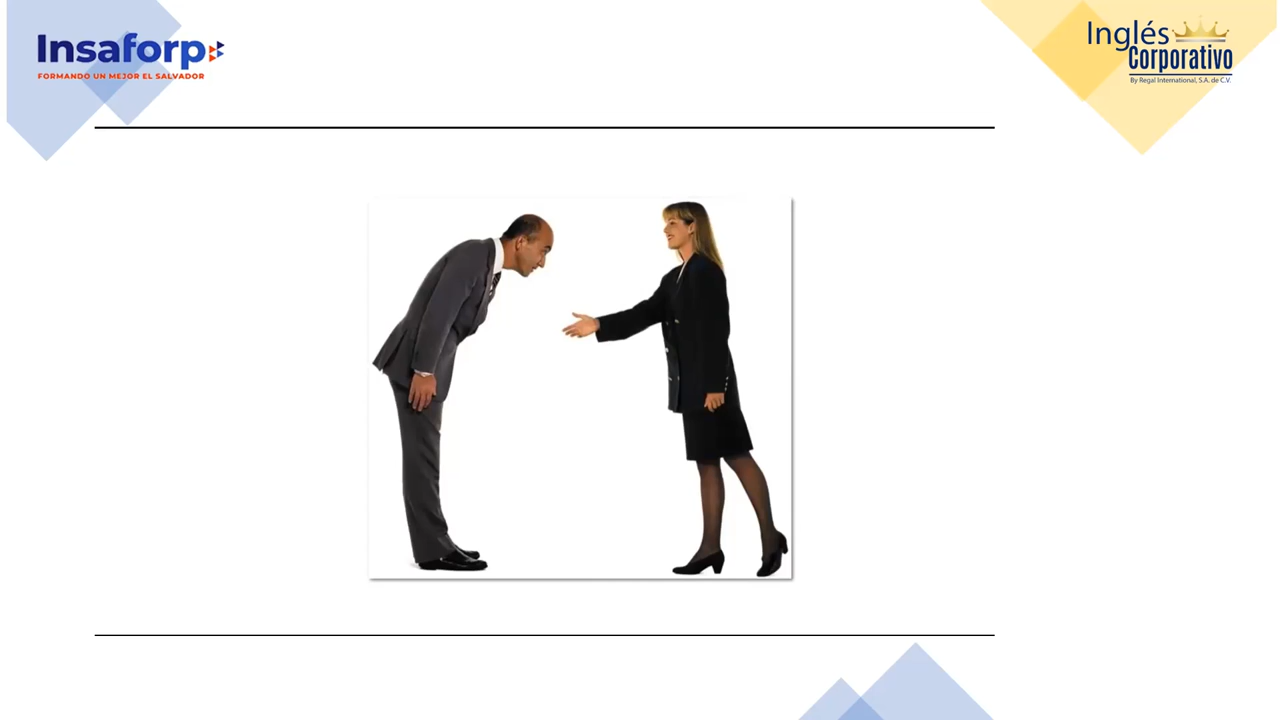 Insaforp
FORMANDO UN MEJOR EL SALVADOR
Inglés
Corporativo
By Regal International, S.A. de C.V.